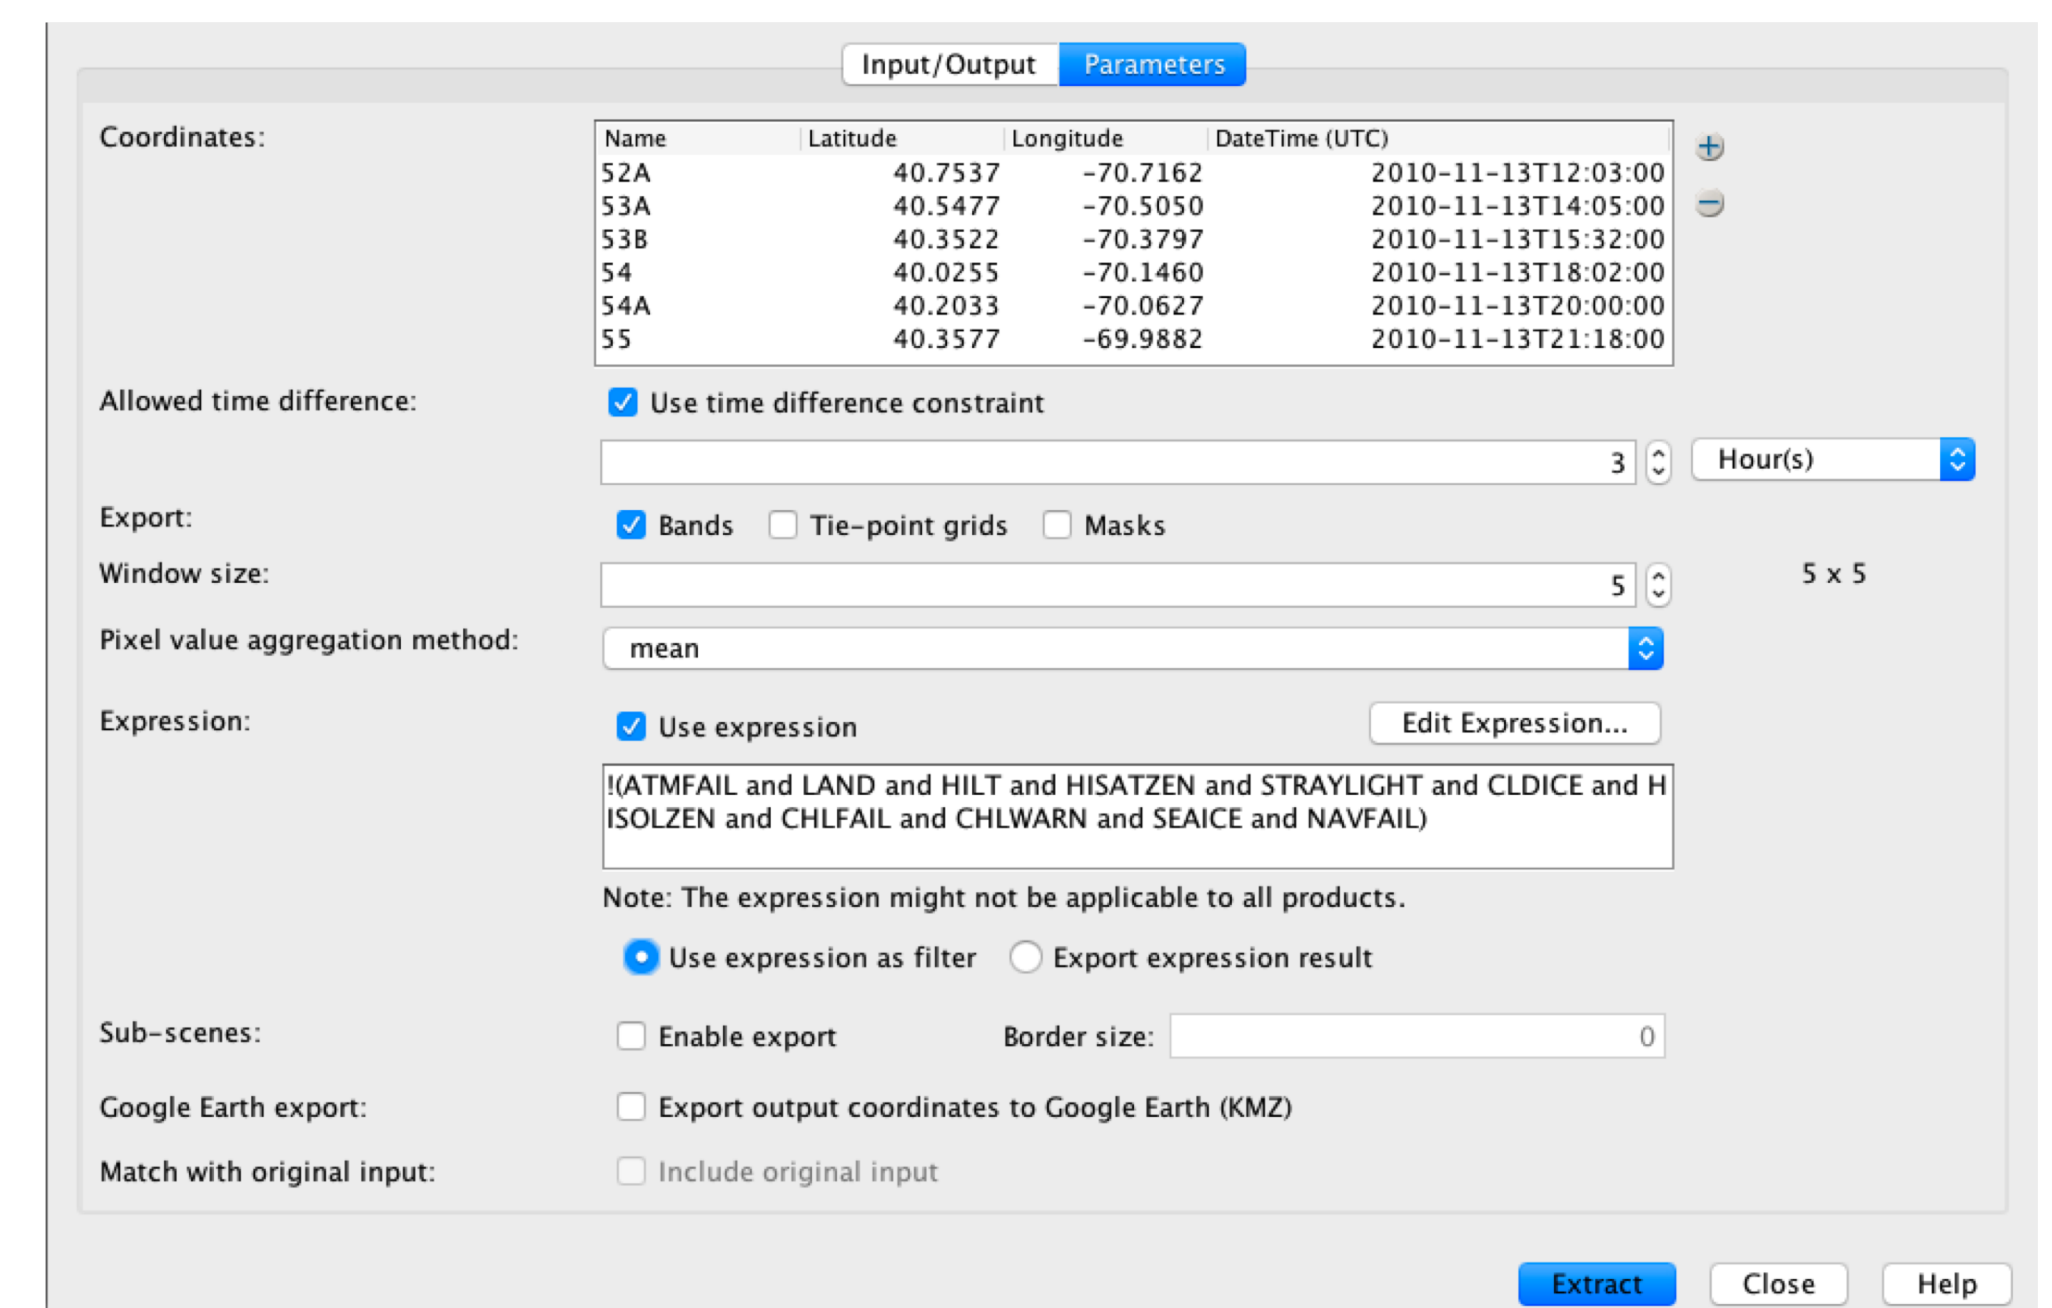 Input/Output Parameters
Coordinates:
Name Latitude Longitude DateTime (UTC)
52A 40.7537 -70.7162 2010-11-13T12:03:00
53A 40.5477 -70.5050 2010-11-13T14:05:00
53B 40.3522 -70.3797 2010-11-13T15:32:00
54 40.0255 -70.1460 2010-11-13T18:02:00
54A 40.2033 -70.0627 2010-11-13T20:00:00
55 40.3577 -69.9882 2010-11-13T21:18:00
Allowed time difference: Use time difference constraint
3 Hour(s)
Export: Bands Tie-point grids Masks
Window size: 5 5 x 5
Pixel value aggregation method: mean
Expression: Use expression Edit Expression...
!(ATMFAIL and LAND and HILT and HISATZEN and STRAYLIGHT and CLDICE and H
ISOLZEN and CHLFAIL and CHLWARN and SEAICE and NAVFAIL)
Note: The expression might not be applicable to all products.
Use expression as filter Export expression result
Sub-scenes: Enable export Border size: 0
Google Earth export: Export output coordinates to Google Earth (KMZ)
Match with original input: Include original input
Extract Close Help